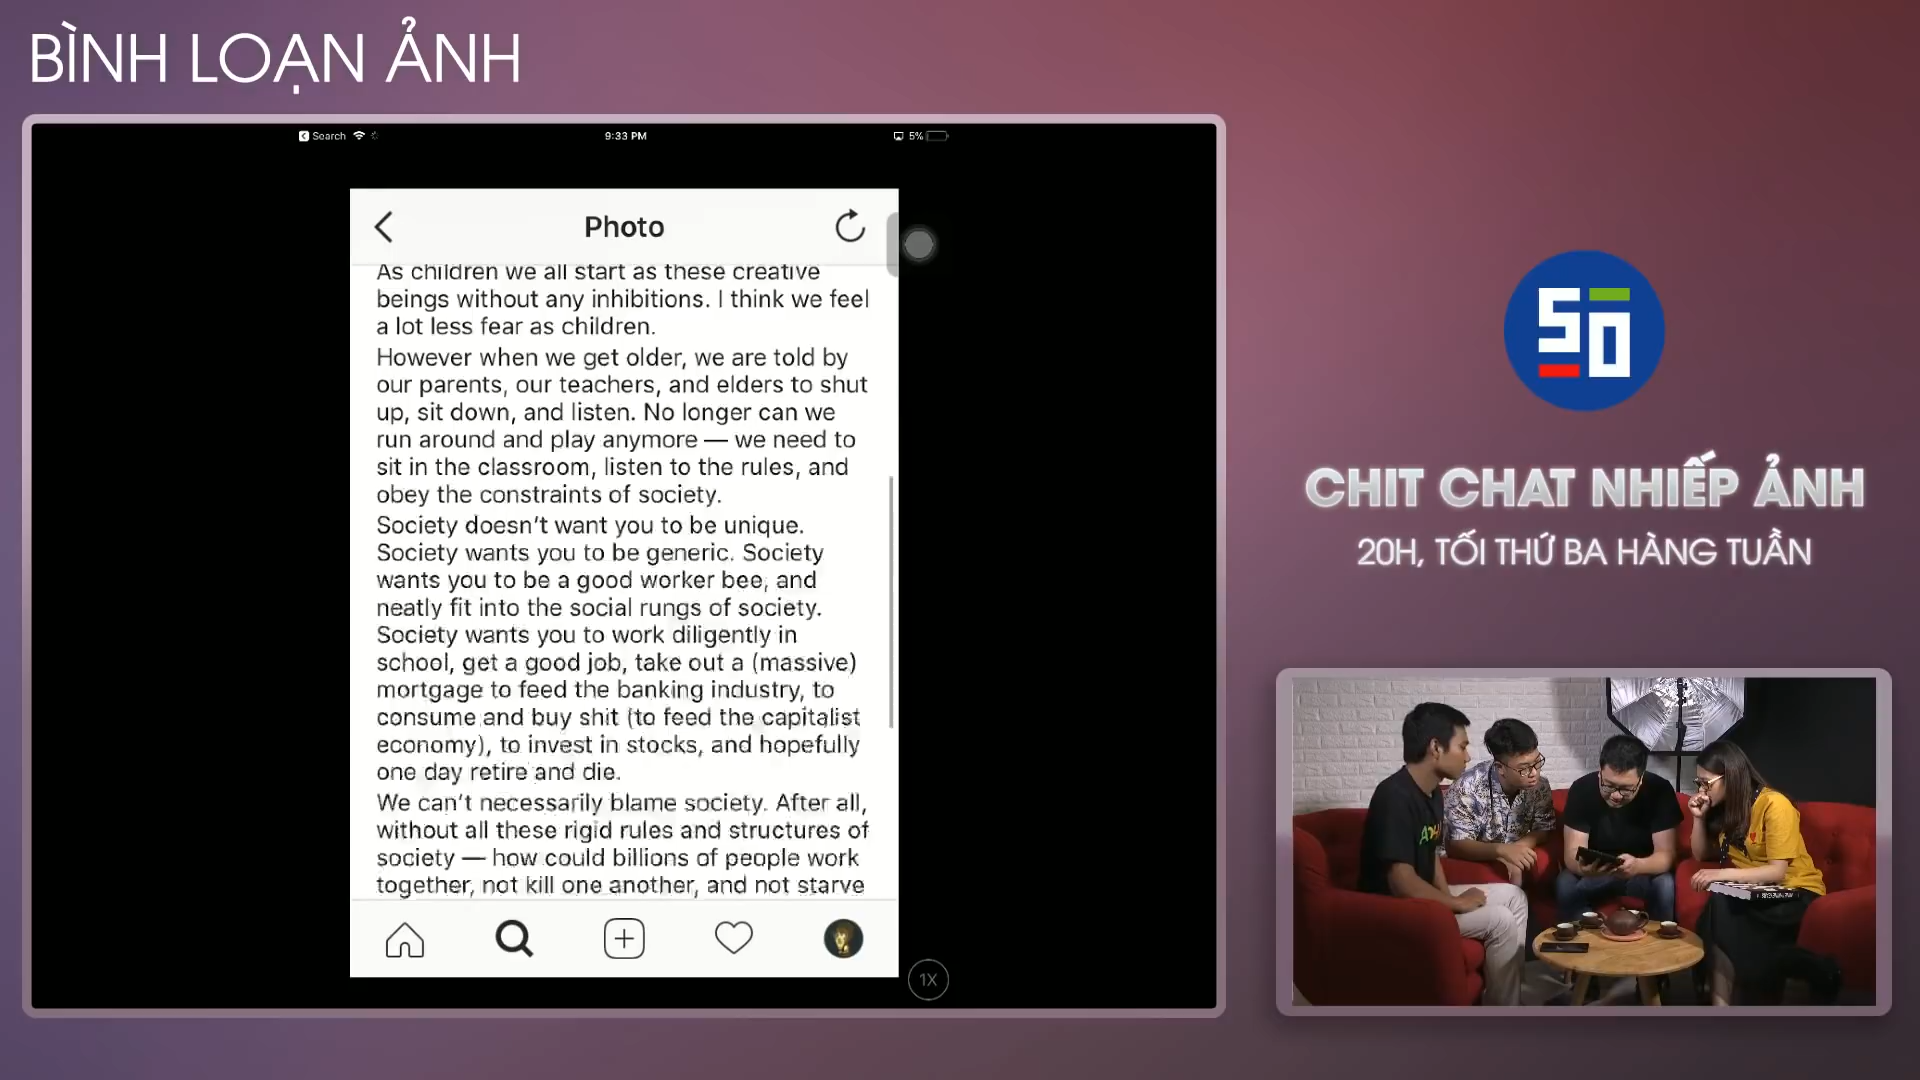 BÌNH LOẠN ẢNH
Search
9:33 PM
5%
Photo
As children we all start as these creative
beings without any inhibitions. I think we feel
a lot less fear as children.
However when we get older, we are told by
our parents, our teachers, and elders to shut
up, sit down, and listen. No longer can we
run around and play anymore — we need to
sit in the classroom, listen to the rules, and
obey the constraints of society.
Society doesn't want you to be unique.
Society wants you to be generic. Society
wants you to be a good worker bee, and
neatly fit into the social rungs of society.
Society wants you to work diligently in
school, get a good job, take out a (massive)
mortgage to feed the banking industry, to
consume and buy shit (to feed the capitalist
economy), to invest in stocks, and hopefully
one day retire and die.
We can't necessarily blame society. After all,
without all these rigid rules and structures of
society — how could billions of people work
together, not kill one another, and not starve
1X
50
CHIT CHAT NHIẾP ẢNH
20H, TỐI THỨ BA HÀNG TUẦN